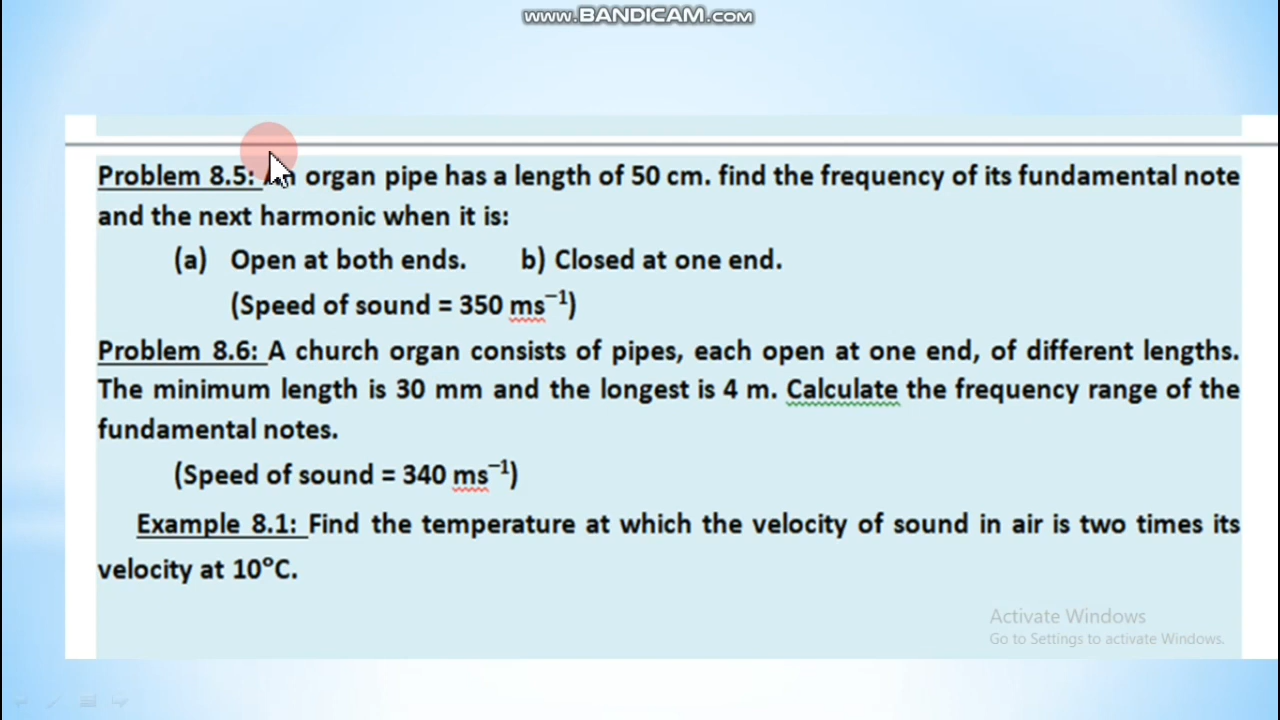 www.BANDICAM.com
Problem 8.5: An organ pipe has a length of 50 cm. find the frequency of its fundamental note
and the next harmonic when it is:
(a) Open at both ends. b) Closed at one end.
(Speed of sound = 350 ms⁻¹)
Problem 8.6: A church organ consists of pipes, each open at one end, of different lengths.
The minimum length is 30 mm and the longest is 4 m. Calculate the frequency range of the
fundamental notes.
(Speed of sound = 340 ms⁻¹)
Example 8.1: Find the temperature at which the velocity of sound in air is two times its
velocity at 10°C.
Activate Windows
Go to Settings to activate Windows.